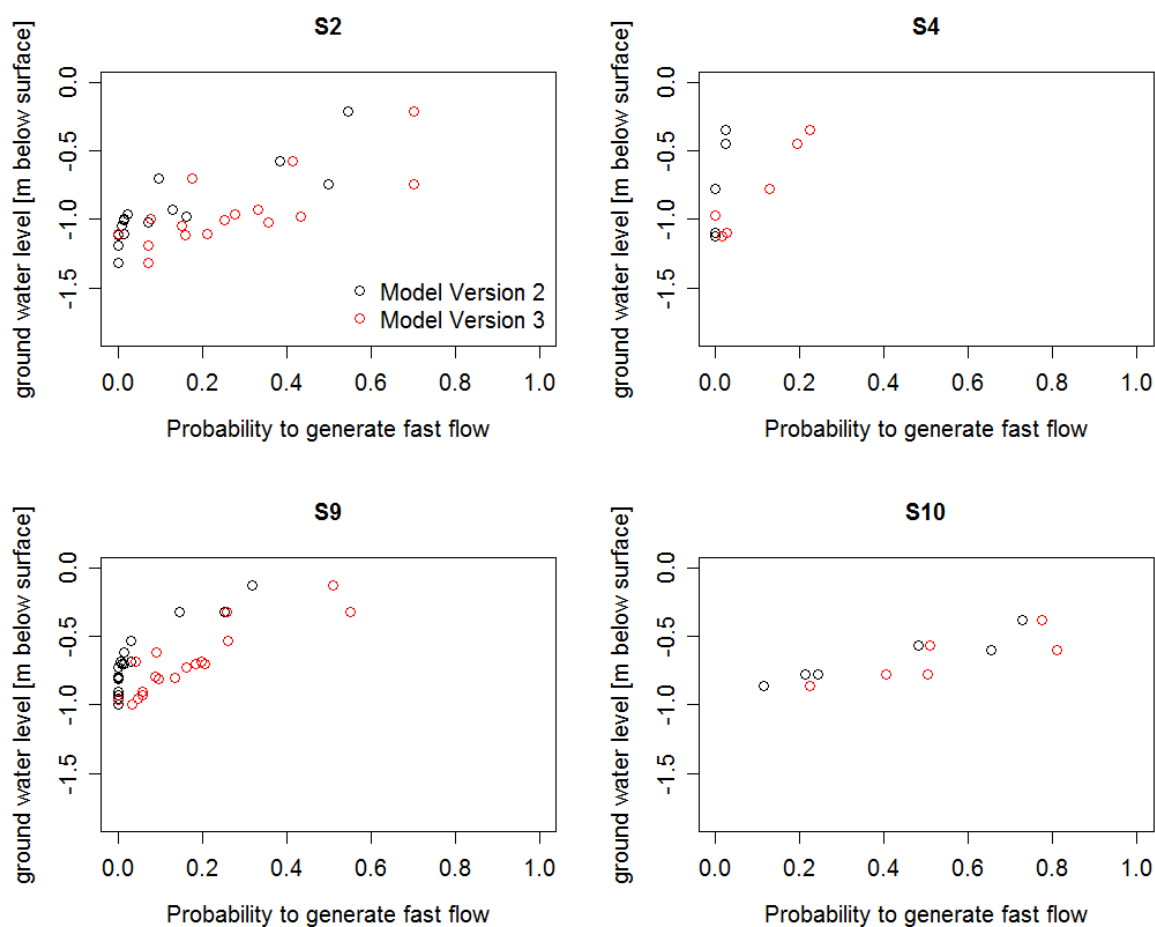 S2
ground water level [m below surface]
0.0
-0.5
-1.0
-1.5
Model Version 2
Model Version 3
0.0 0.2 0.4 0.6 0.8 1.0
Probability to generate fast flow
S4
ground water level [m below surface]
0.0
-0.5
-1.0
-1.5
0.0 0.2 0.4 0.6 0.8 1.0
Probability to generate fast flow
S9
ground water level [m below surface]
0.0
-0.5
-1.0
-1.5
0.0 0.2 0.4 0.6 0.8 1.0
Probability to generate fast flow
S10
ground water level [m below surface]
0.0
-0.5
-1.0
-1.5
0.0 0.2 0.4 0.6 0.8 1.0
Probability to generate fast flow